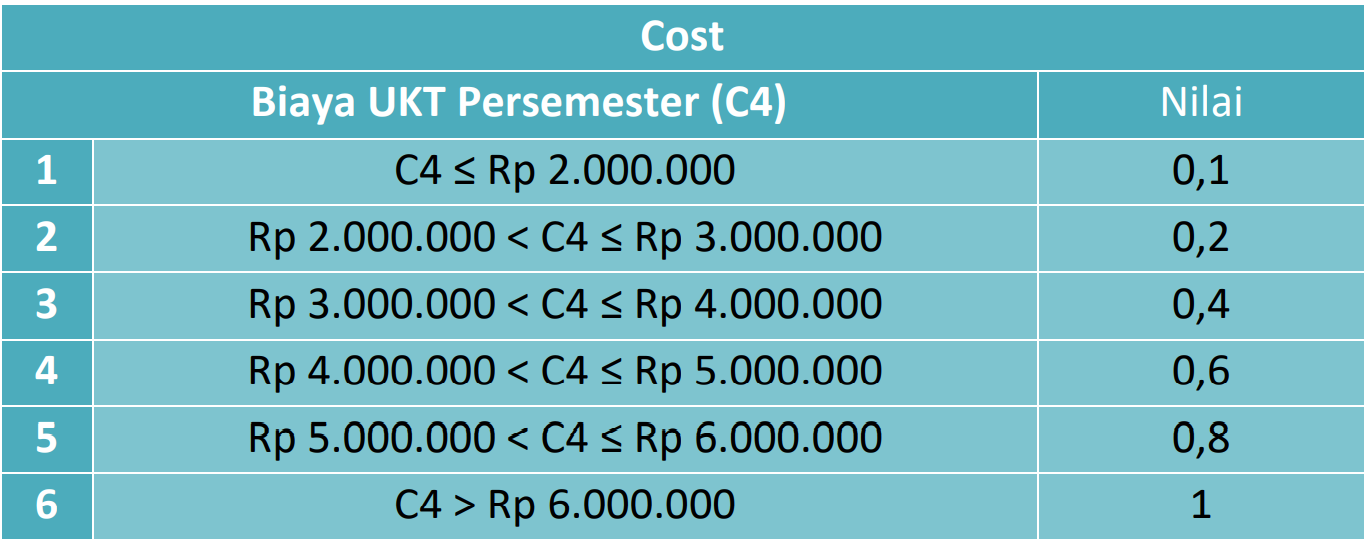 Cost
Biaya UKT Persemester (C4) Nilai
1 C4 ≤ Rp 2.000.000 0,1
2 Rp 2.000.000 < C4 ≤ Rp 3.000.000 0,2
3 Rp 3.000.000 < C4 ≤ Rp 4.000.000 0,4
4 Rp 4.000.000 < C4 ≤ Rp 5.000.000 0,6
5 Rp 5.000.000 < C4 ≤ Rp 6.000.000 0,8
6 C4 > Rp 6.000.000 1